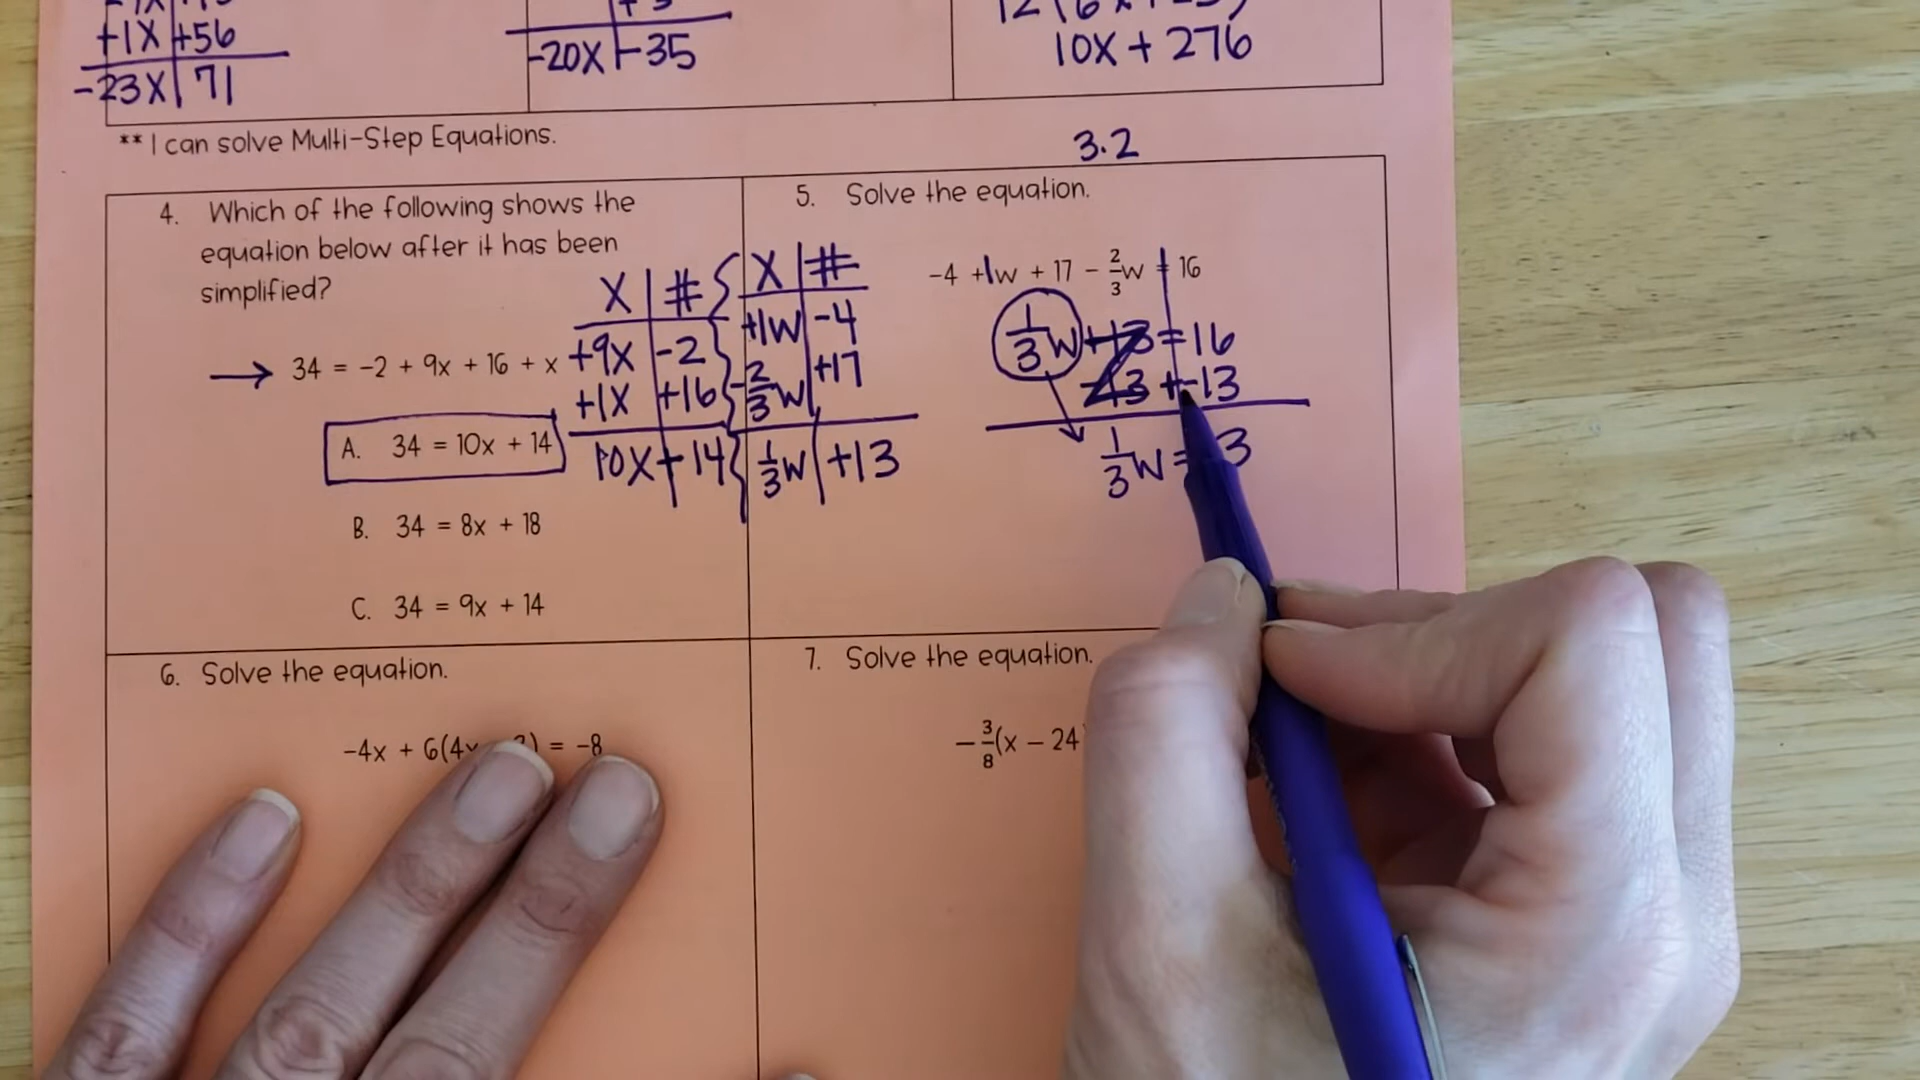 +1X +56
-23X 71
-20X -35
10X + 276
** I can solve Multi-Step Equations.
3.2
4. Which of the following shows the
equation below after it has been
simplified?
34 = -2 + 9x + 16 + x
X #
+9X -2
+1X +16
10X + 14
A. 34 = 10x + 14
B. 34 = 8x + 18
C. 34 = 9x + 14
5. Solve the equation.
-4 +1w + 17 - 2/3w = 16
X #
+1W -4
-2/3W +17
1/3W +13
1/3W +13 = 16
-13 -13
1/3W = 3
6. Solve the equation.
-4x + 6(4x ) = -8
7. Solve the equation.
-3/8(x - 24